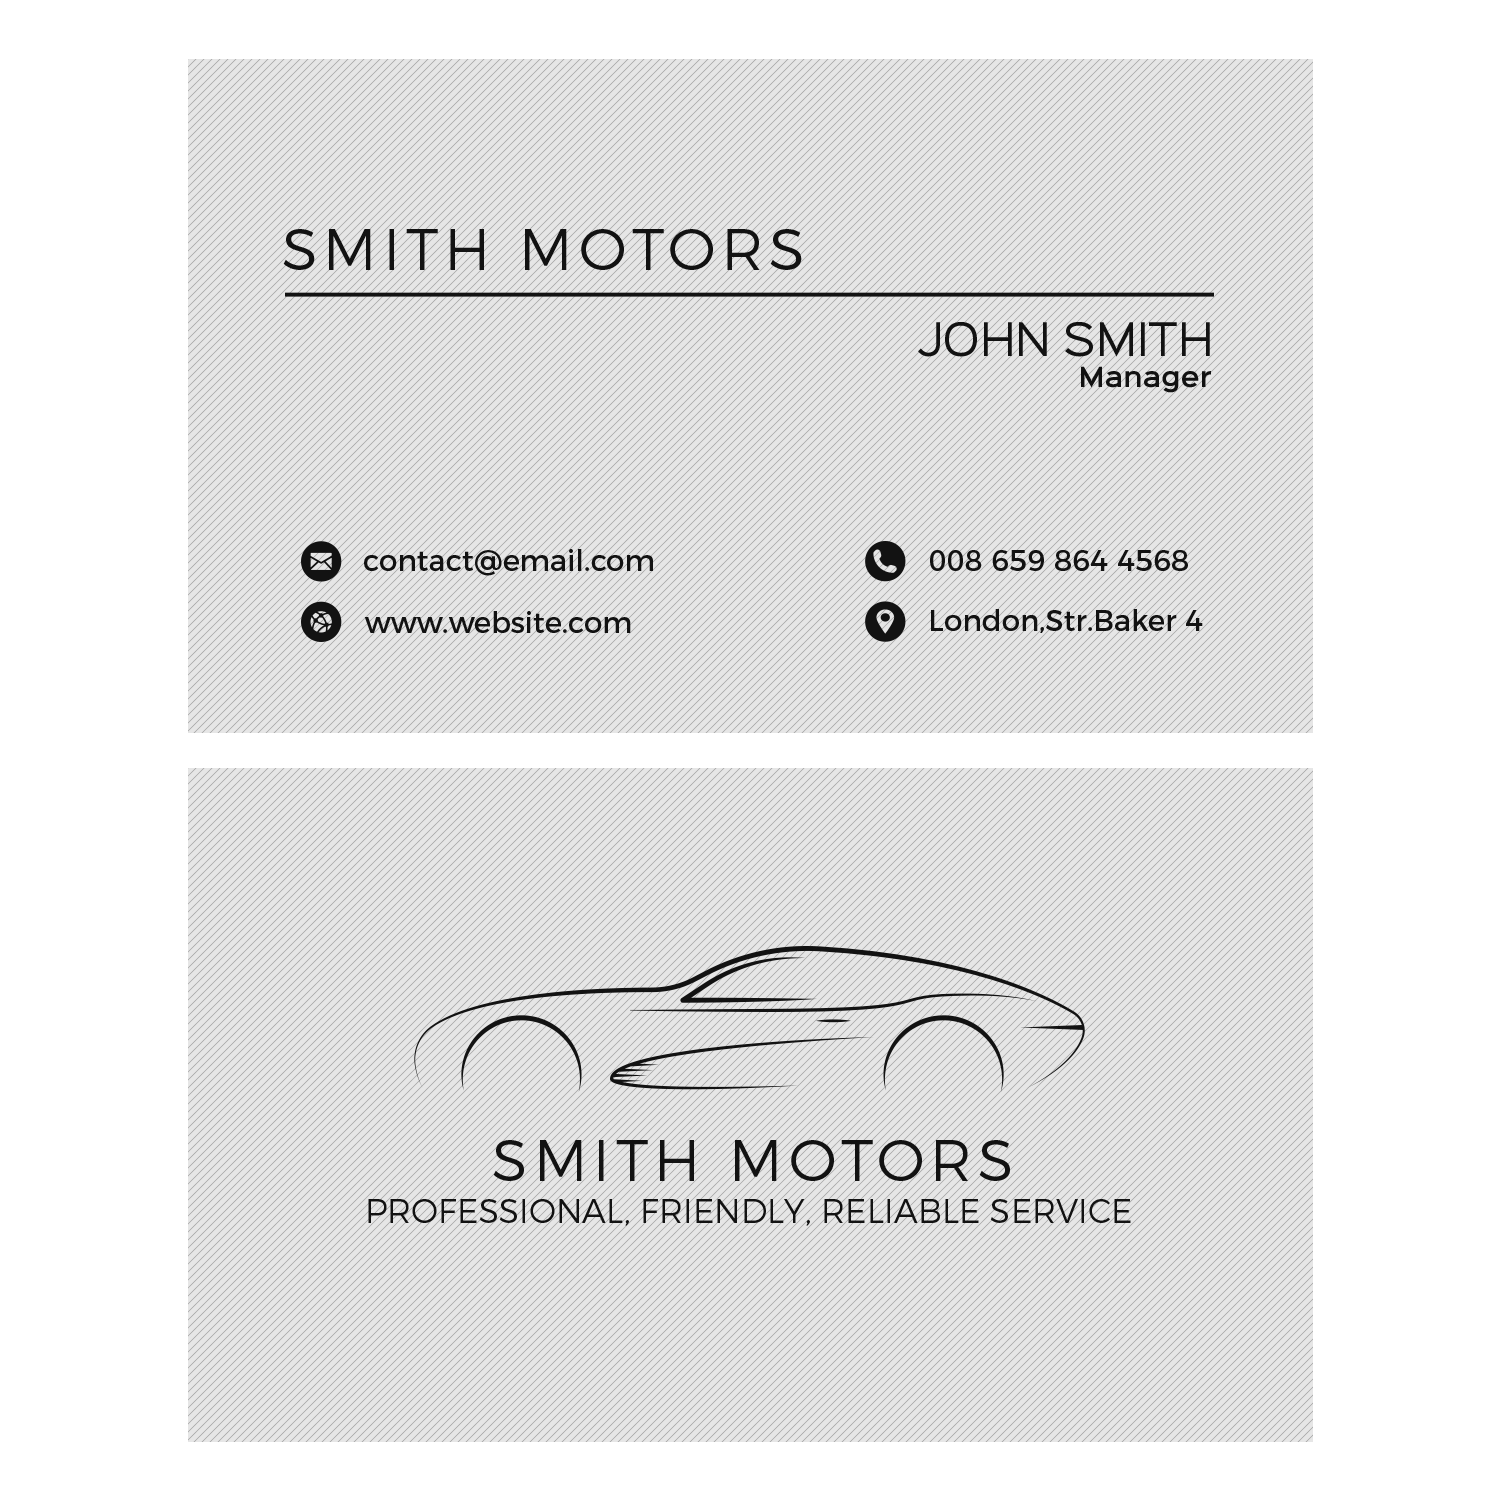 SMITH MOTORS
JOHN SMITH
Manager
contact@email.com
008 659 864 4568
www.website.com
London,Str.Baker 4
SMITH MOTORS
PROFESSIONAL, FRIENDLY, RELIABLE SERVICE